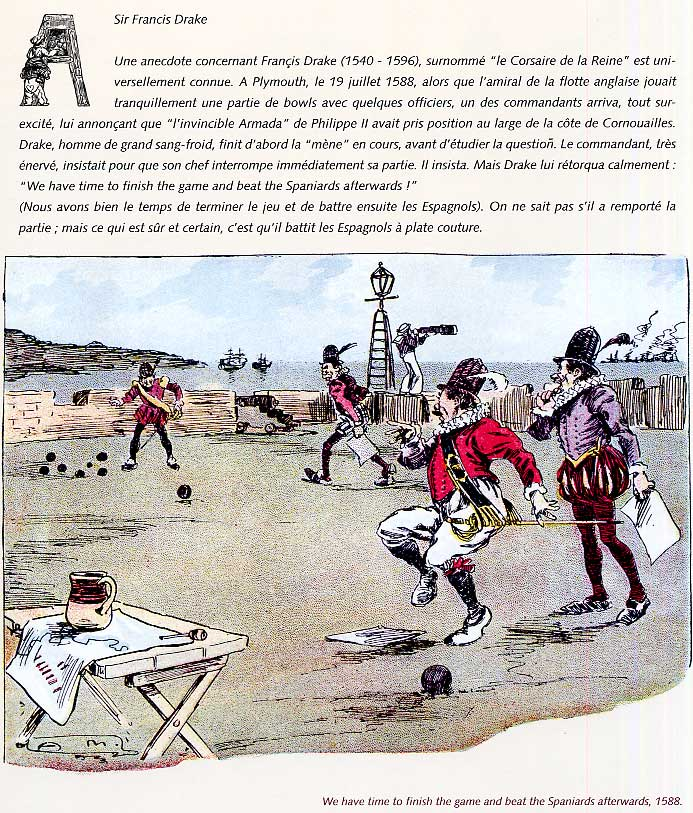 Sir Francis Drake
Une anecdote concernant Françis Drake (1540 - 1596), surnommé "le Corsaire de la Reine" est uni-
versellement connue. A Plymouth, le 19 juillet 1588, alors que l'amiral de la flotte anglaise jouait
tranquillement une partie de bowls avec quelques officiers, un des commandants arriva, tout sur-
excité, lui annonçant que "l'invincible Armada" de Philippe II avait pris position au large de la côte de Cornouailles.
Drake, homme de grand sang-froid, finit d'abord la "mène" en cours, avant d'étudier la question. Le commandant, très
énervé, insistait pour que son chef interrompe immédiatement sa partie. Il insista. Mais Drake lui rétorqua calmement :
"We have time to finish the game and beat the Spaniards afterwards !"
(Nous avons bien le temps de terminer le jeu et de battre ensuite les Espagnols). On ne sait pas s'il a remporté la
partie ; mais ce qui est sûr et certain, c'est qu'il battit les Espagnols à plate couture.
We have time to finish the game and beat the Spaniards afterwards, 1588.